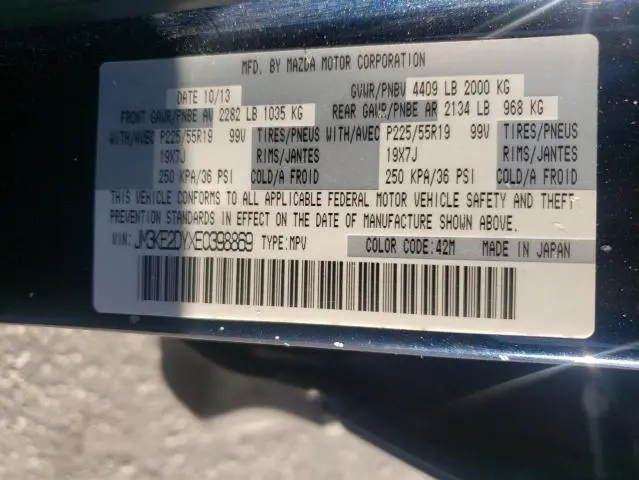 MFD. BY MAZDA MOTOR CORPORATION
DATE 10/13 GVWR/PNBV 4409 LB 2000 KG
FRONT GAWR/PNBE AV 2282 LB 1035 KG REAR GAWR/PNBE AR 2134 LB 968 KG
WITH/AVEC P225/55R19 99V TIRES/PNEUS WITH/AVEC P225/55R19 99V TIRES/PNEUS
19X7J RIMS/JANTES 19X7J RIMS/JANTES
250 KPA/36 PSI COLD/A FROID 250 KPA/36 PSI COLD/A FROID
THIS VEHICLE CONFORMS TO ALL APPLICABLE FEDERAL MOTOR VEHICLE SAFETY AND THEFT
PREVENTION STANDARDS IN EFFECT ON THE DATE OF MANUFACTURE SHOWN ABOVE.
VIN: JM3KE2DYXE0398869 TYPE:MPV COLOR CODE:42M MADE IN JAPAN